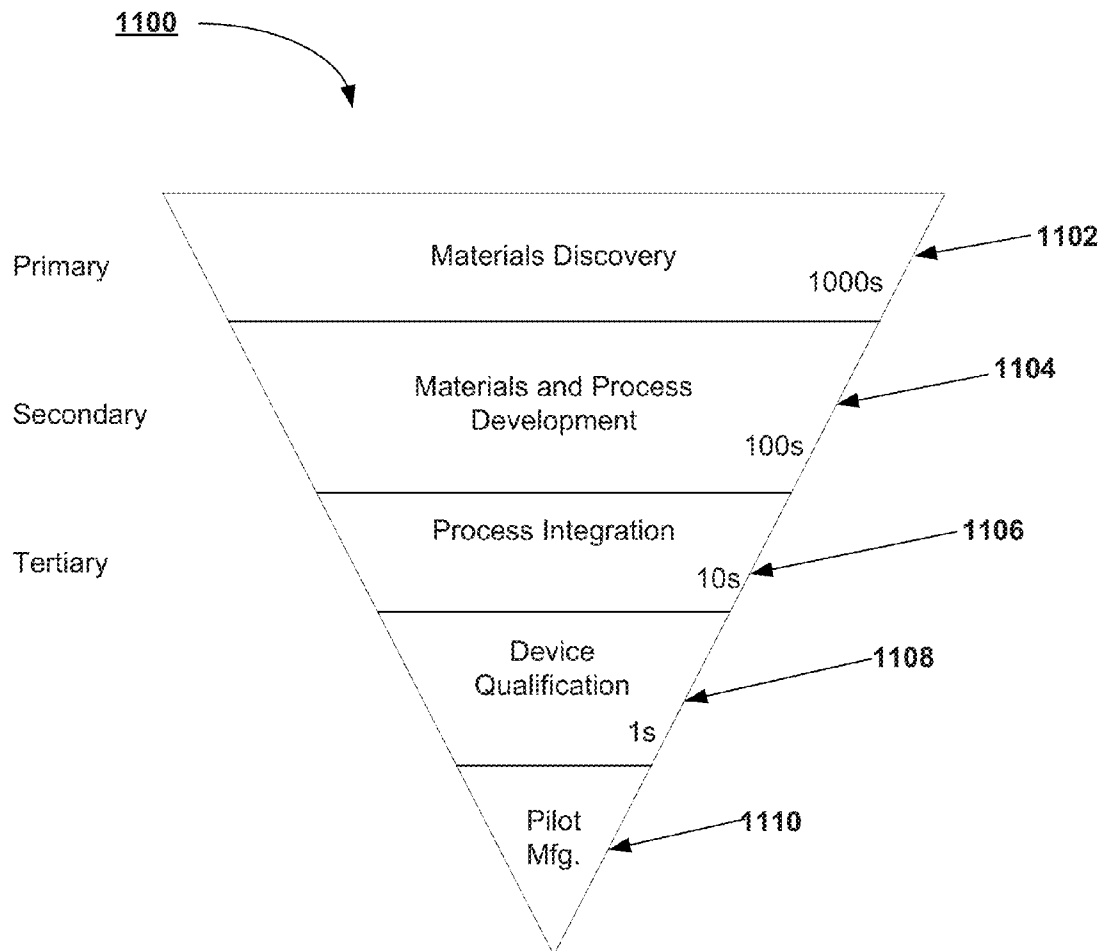 1100
Primary
Materials Discovery
1000s
1102
Secondary
Materials and Process
Development
100s
1104
Tertiary
Process Integration
10s
1106
Device
Qualification
1s
1108
Pilot
Mfg.
1110